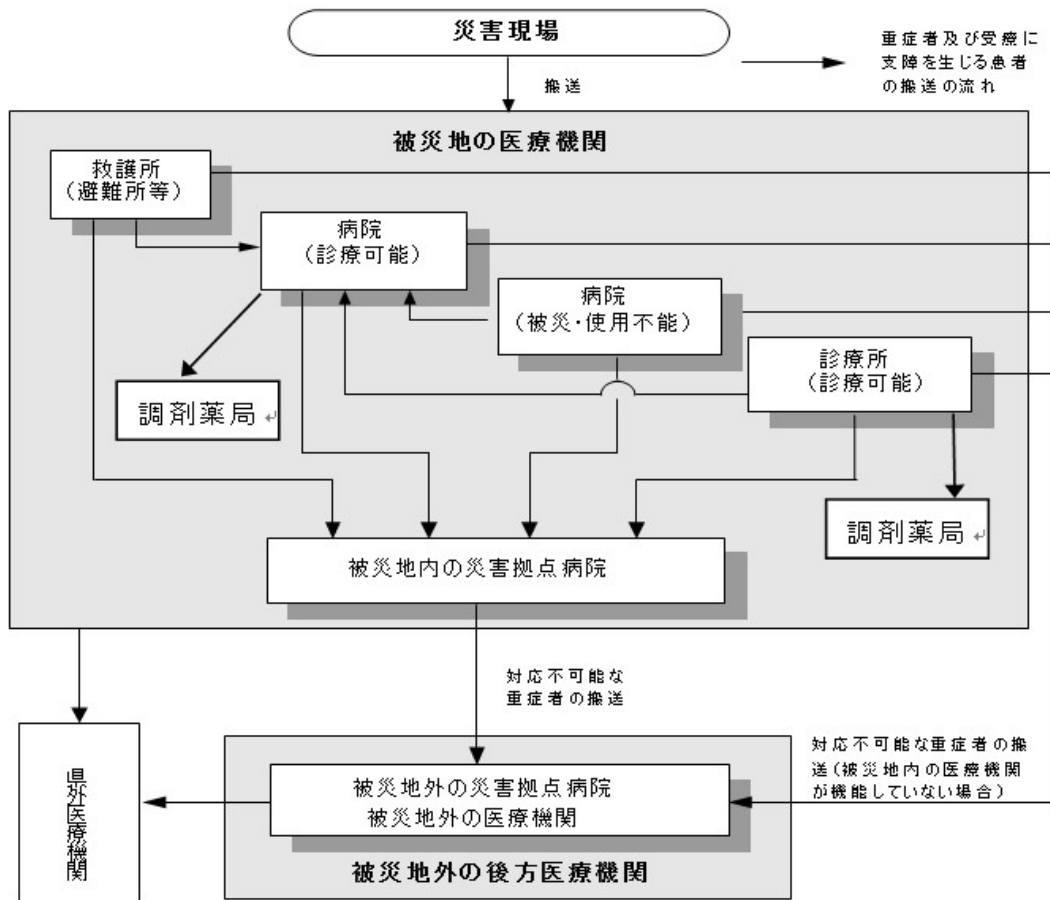 災害現場
重症者及び受療に
支障を生じる患者
の搬送の流れ
搬送
被災地の医療機関
救護所
(避難所等)
病院
(診療可能)
病院
(被災・使用不能)
診療所
(診療可能)
調剤薬局
調剤薬局
被災地内の災害拠点病院
対応不可能な
重症者の搬送
県外医療機関
被災地外の災害拠点病院
被災地外の医療機関
被災地外の後方医療機関
対応不可能な重症者の搬
送(被災地内の医療機関
が機能していない場合)